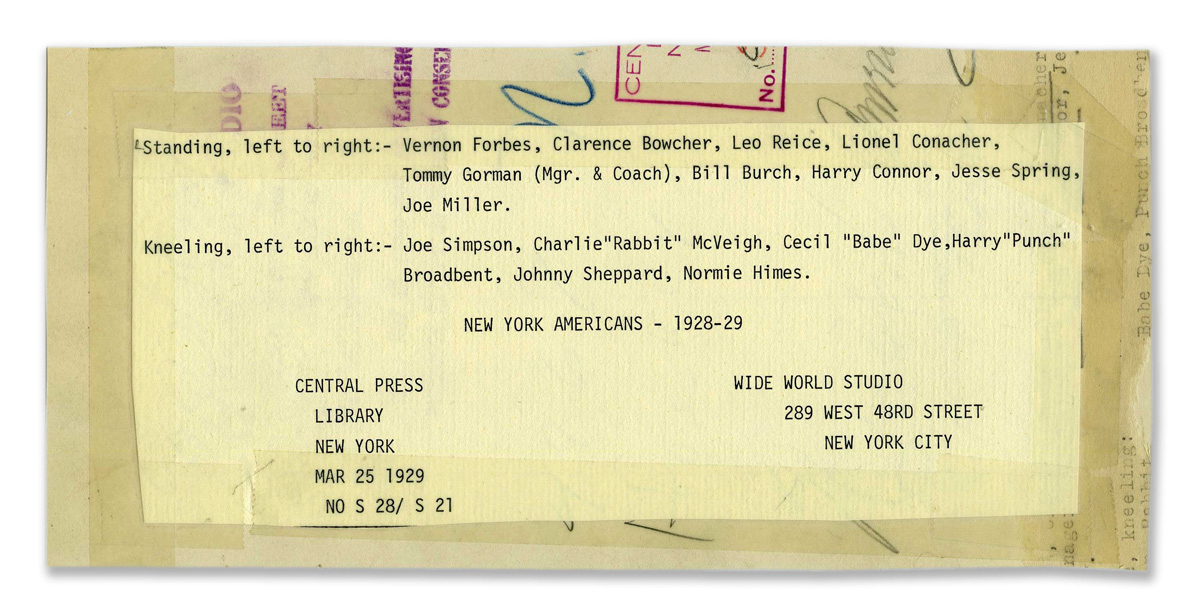 Standing, left to right:- Vernon Forbes, Clarence Bowcher, Leo Reice, Lionel Conacher,
Tommy Gorman (Mgr. & Coach), Bill Burch, Harry Connor, Jesse Spring,
Joe Miller.
Kneeling, left to right:- Joe Simpson, Charlie"Rabbit" McVeigh, Cecil "Babe" Dye,Harry"Punch"
Broadbent, Johnny Sheppard, Normie Himes.
NEW YORK AMERICANS - 1928-29
CENTRAL PRESS
LIBRARY
NEW YORK
MAR 25 1929
NO S 28/ S 21
WIDE WORLD STUDIO
289 WEST 48RD STREET
NEW YORK CITY
CEN
No.
Babe Dye, Punch
kneeling: